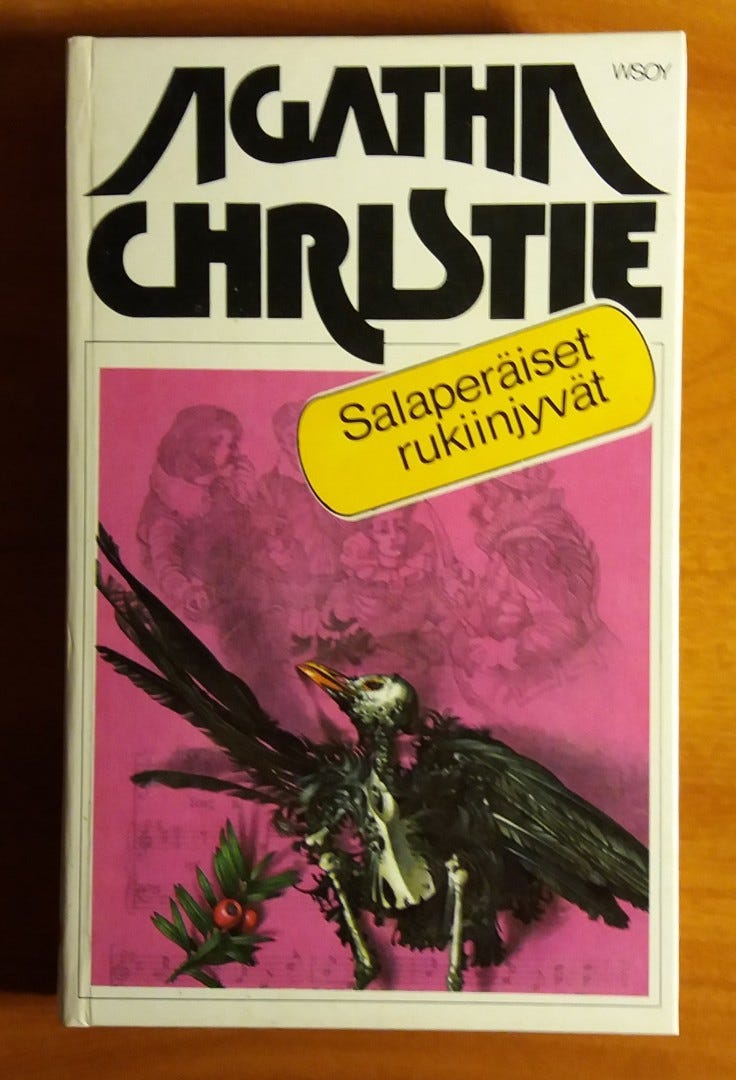 AGATHA
WSOY
CHRISTIE
Salaperäiset
rukiinjyvät